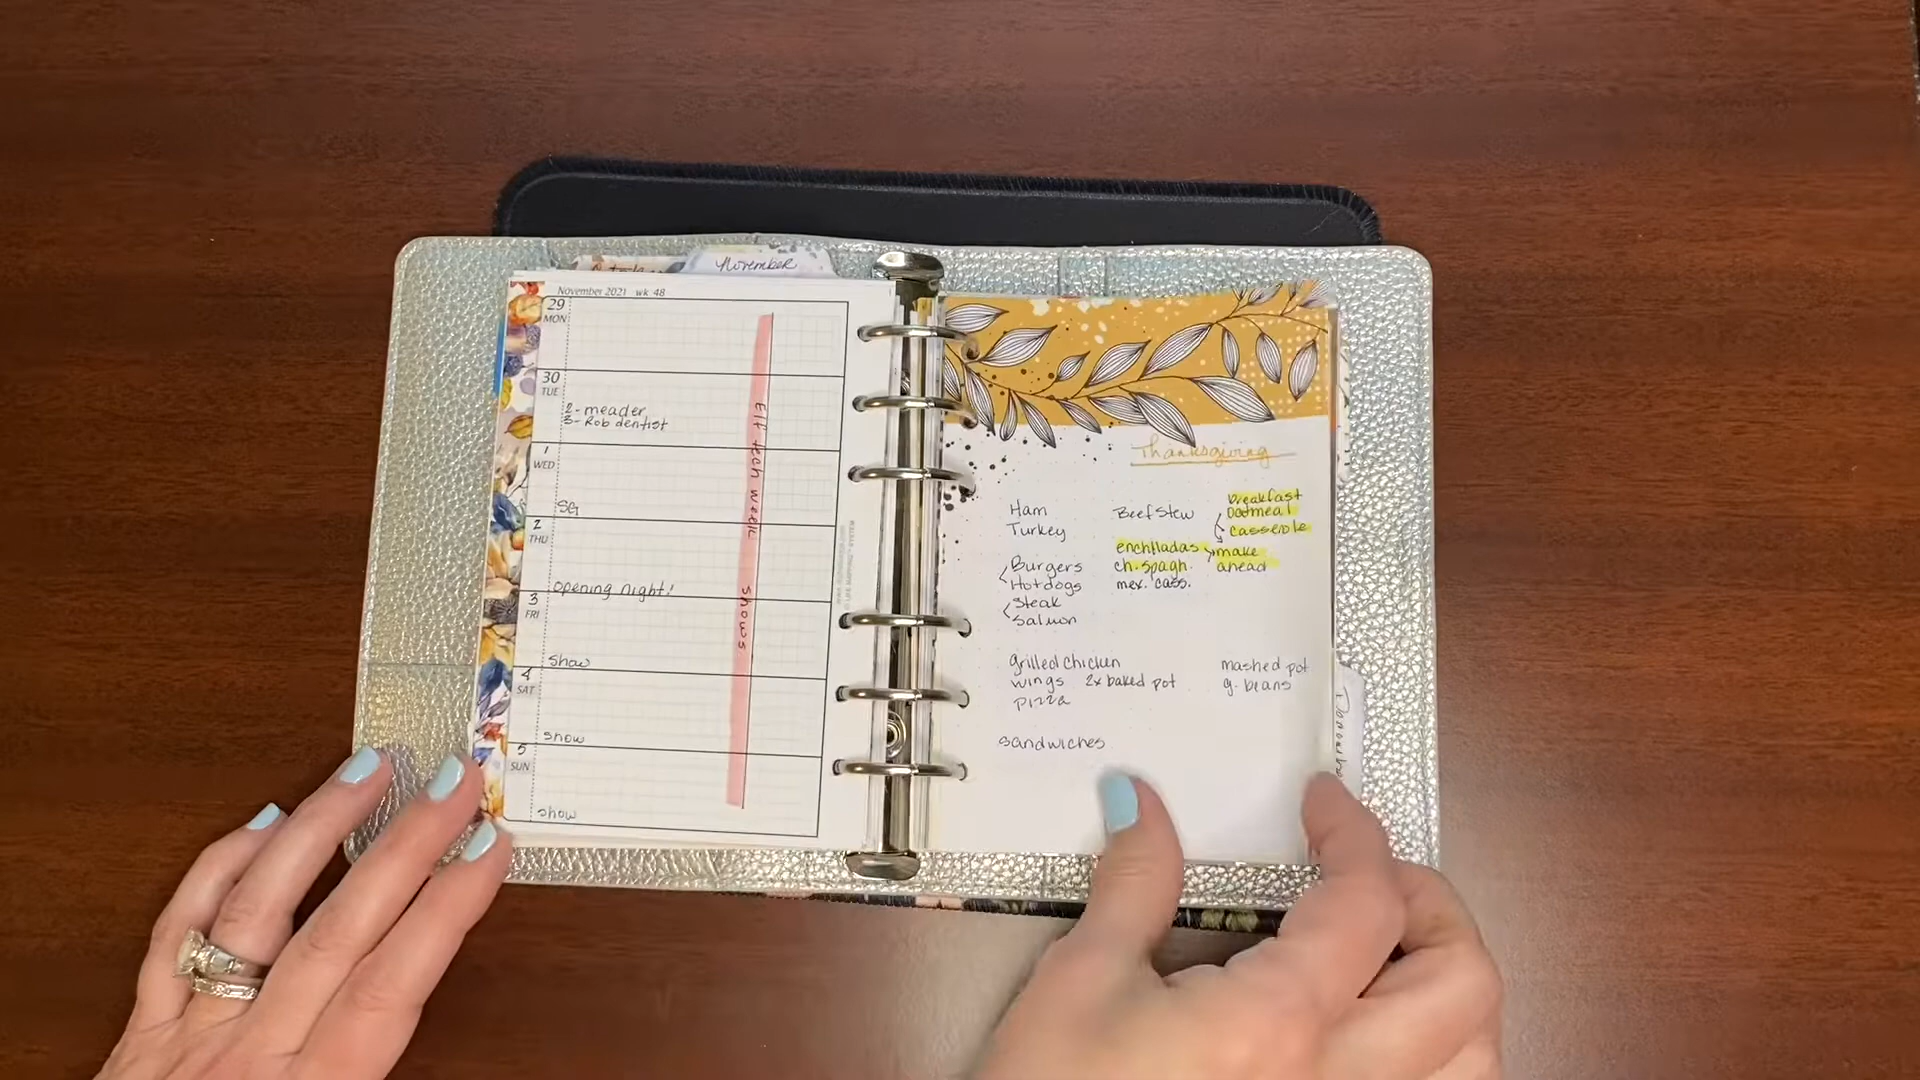 November
November 2021 wk 48
29
MON
30
TUE
2- meader
3- Rob dentist
1
WED
SG
2
THU
opening night!
3
FRI
show
4
SAT
show
5
SUN
show
Elf tech week
shows
Thanksgiving
Ham
Turkey
Burgers
Hotdogs
Steak
Salmon
Beef Stew
enchiladas
ch. spagh.
mex. cass.
breakfast
Oatmeal
casserole
make
ahead
grilled chicken
wings 2x baked pot
pizza
mashed pot
g. beans
sandwiches